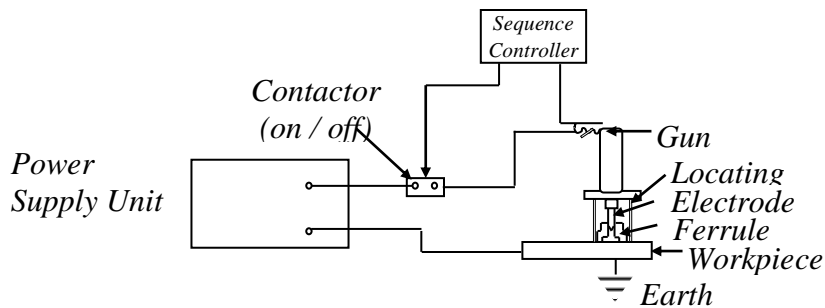 Sequence
Controller
Contactor
(on / off)
Power
Supply Unit
Gun
Locating
Electrode
Ferrule
Workpiece
Earth